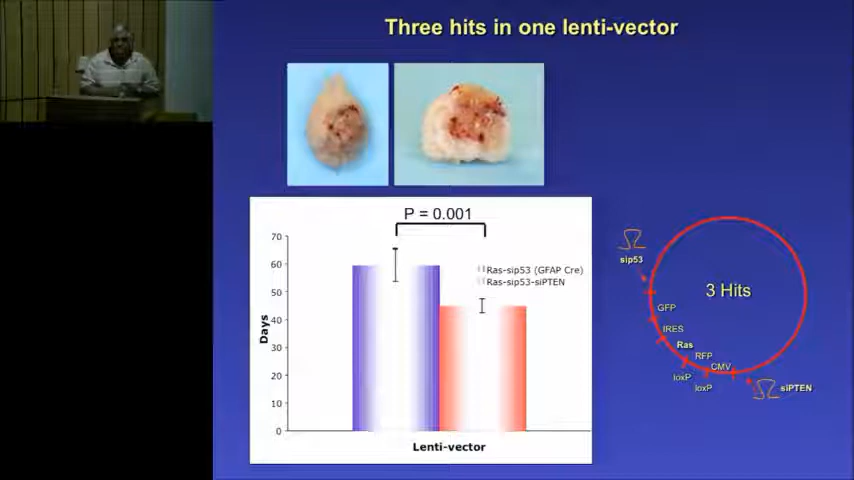 Three hits in one lenti-vector
P = 0.001
70
60
50
40
30
20
10
0
Days
Ras-sip53 (GFAP Cre)
Ras-sip53-siPTEN
Lenti-vector
sip53
3 Hits
GFP
IRES
Ras
RFP
CMV
loxP
loxP
siPTEN